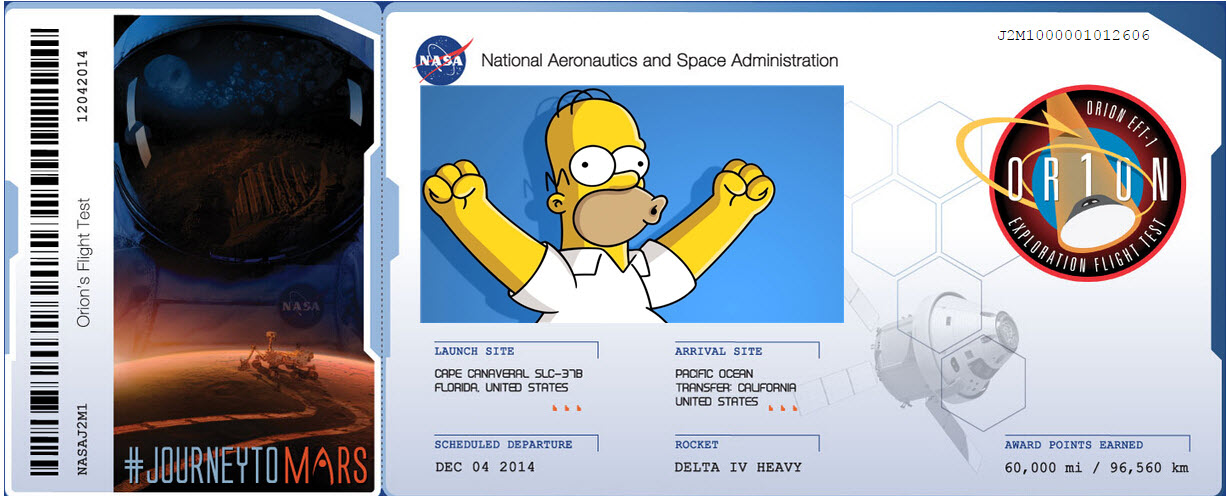 12042014
Orion's Flight Test
NASAJ2M1
NASA
#JOURNEYTOMARS
NASA
National Aeronautics and Space Administration
J2M1000001012606
ORION EFT-1
OR1ON
EXPLORATION FLIGHT TEST
LAUNCH SITE
CAPE CANAVERAL SLC-37B
FLORIDA, UNITED STATES
ARRIVAL SITE
PACIFIC OCEAN
TRANSFER: CALIFORNIA
UNITED STATES
SCHEDULED DEPARTURE
DEC 04 2014
ROCKET
DELTA IV HEAVY
AWARD POINTS EARNED
60,000 mi / 96,560 km